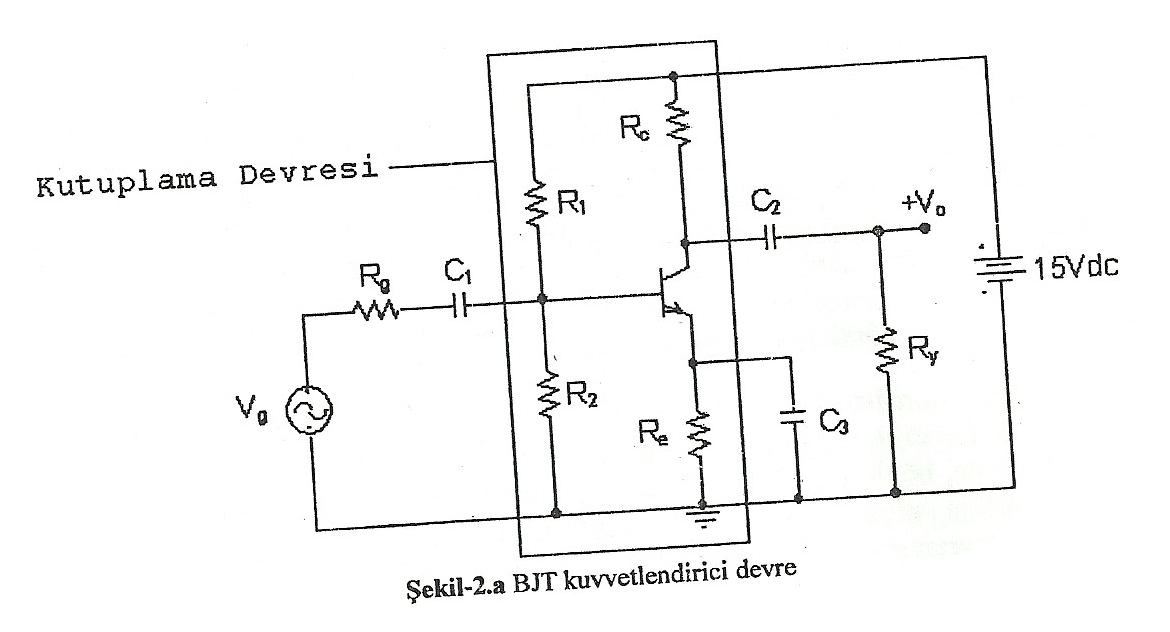 Rc
Kutuplama Devresi
R1
C2
+Vo
Rg
C1
15Vdc
Ry
Vg
R2
Re
C3
Şekil-2.a BJT kuvvetlendirici devre